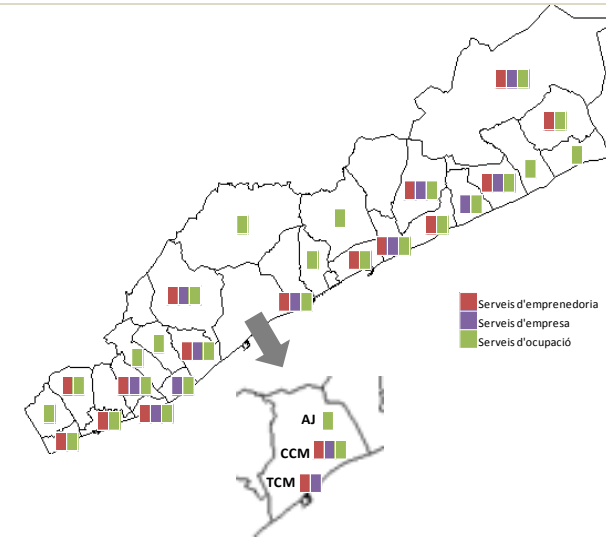 Serveis d'emprenedoria
Serveis d'empresa
Serveis d'ocupació
AJ
CCM
TCM